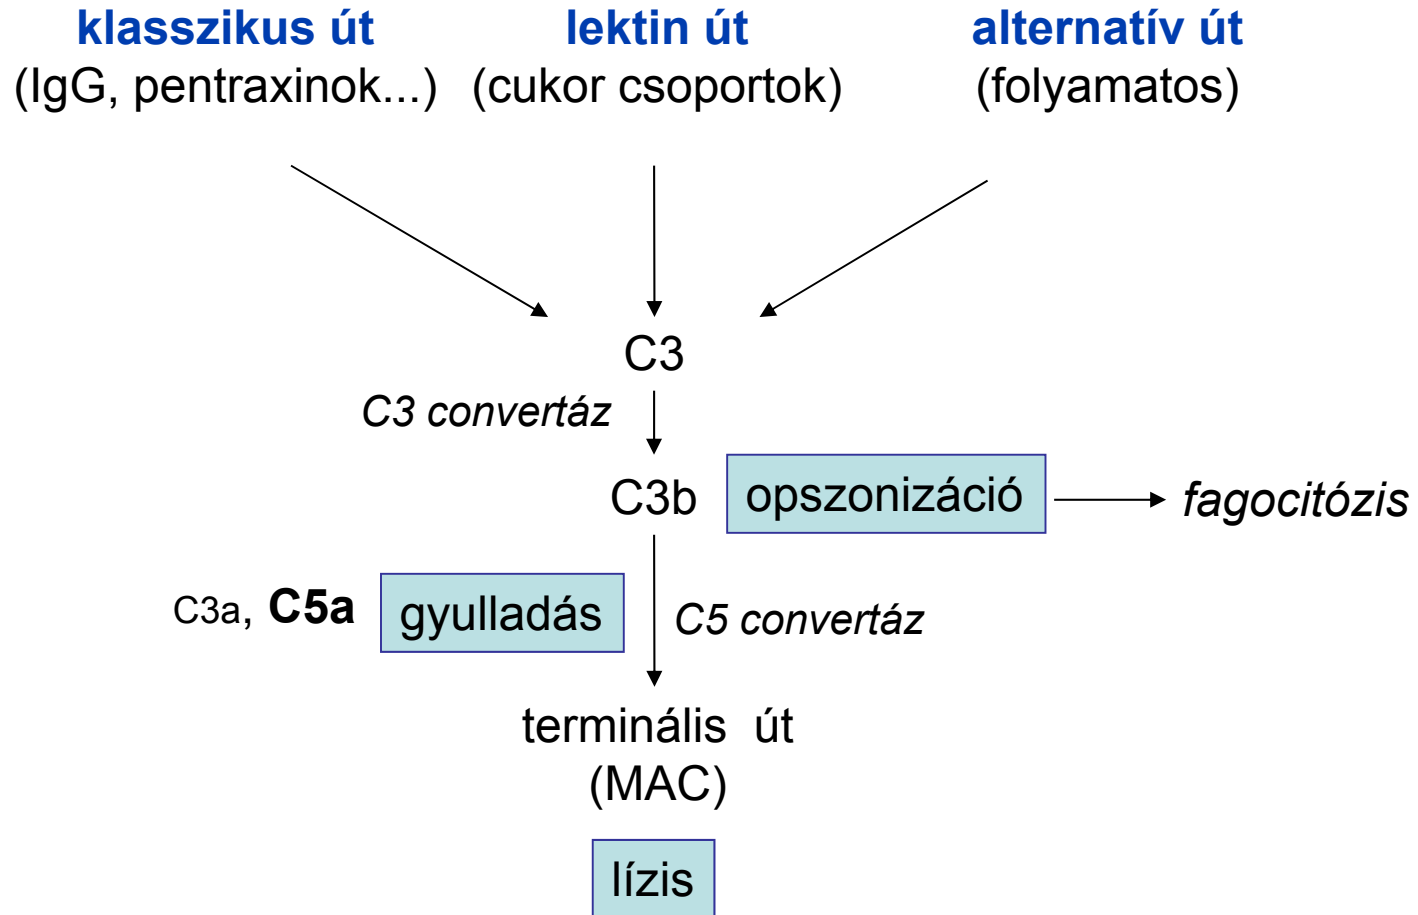 klasszikus út
(IgG, pentraxinok...)
lektin út
(cukor csoportok)
alternatív út
(folyamatos)
C3
C3 convertáz
C3b
opszonizáció
fagocitózis
C3a, C5a
gyulladás
C5 convertáz
terminális út
(MAC)
lízis